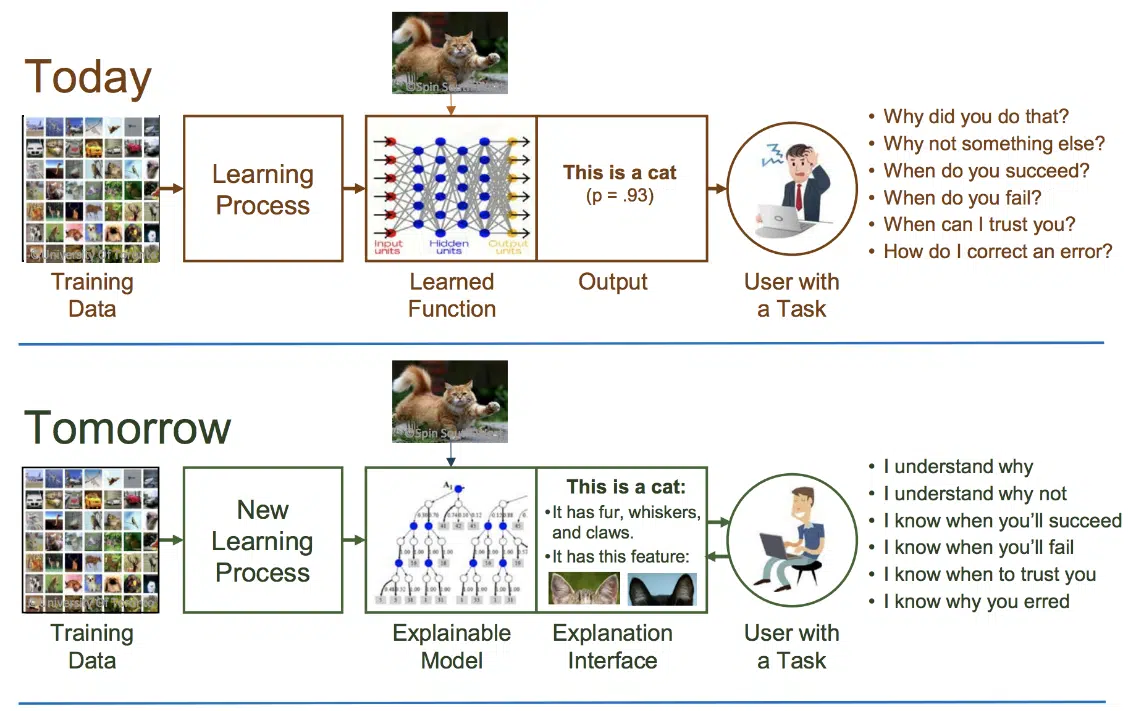 ©Spin South
Today
Learning
Process
Input
units
Hidden
units
Output
units
This is a cat
(p = .93)
• Why did you do that?
• Why not something else?
• When do you succeed?
• When do you fail?
• When can I trust you?
• How do I correct an error?
©University Of Toronto
Training
Data
Learned
Function
Output
User with
a Task
©Spin South
Tomorrow
New
Learning
Process
A₁
This is a cat:
•It has fur, whiskers,
and claws.
•It has this feature:
• I understand why
• I understand why not
• I know when you’ll succeed
• I know when you’ll fail
• I know when to trust you
• I know why you erred
©University Of Toronto
Training
Data
Explainable
Model
Explanation
Interface
User with
a Task